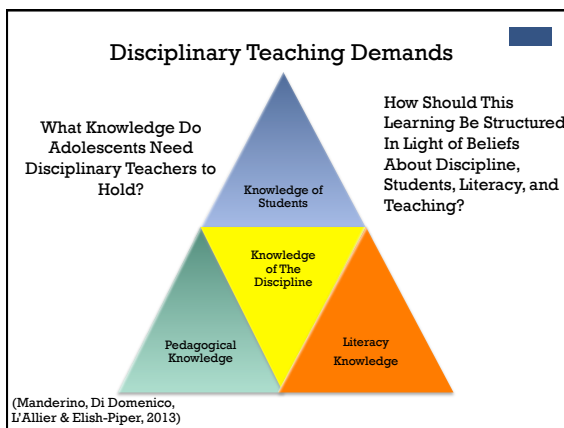 Disciplinary Teaching Demands
What Knowledge Do
Adolescents Need
Disciplinary Teachers to
Hold?
How Should This
Learning Be Structured
In Light of Beliefs
About Discipline,
Students, Literacy, and
Teaching?
Knowledge of
Students
Knowledge
of The
Discipline
Pedagogical
Knowledge
Literacy
Knowledge
(Manderino, Di Domenico,
L'Allier & Elish-Piper, 2013)